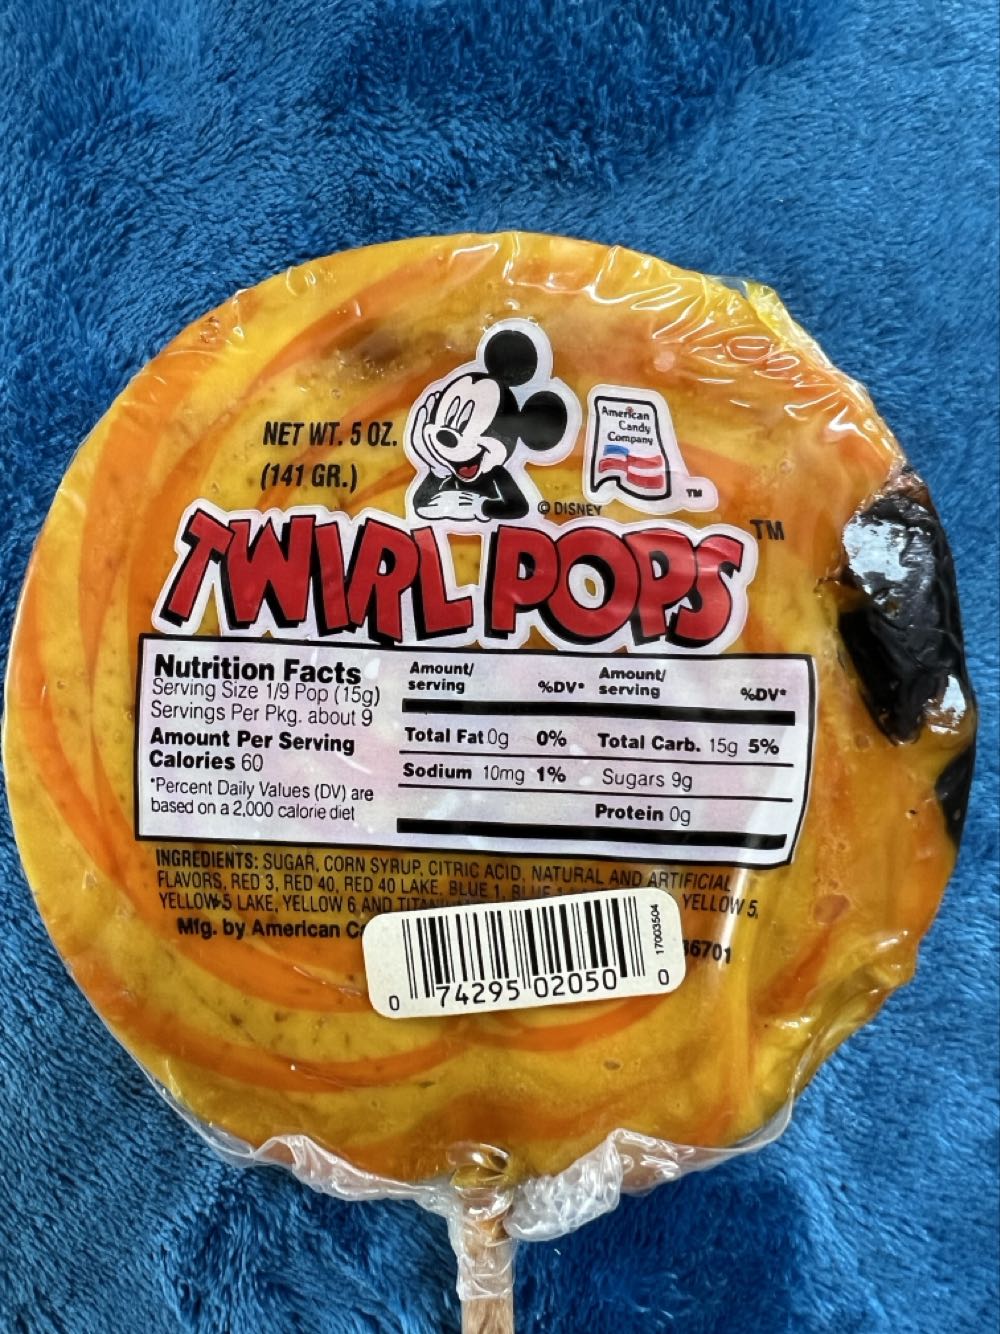 NET WT. 5 OZ.
(141 GR.)
American
Candy
Company
TM
© DISNEY
TWIRL POPS TM
Nutrition Facts
Serving Size 1/9 Pop (15g)
Servings Per Pkg. about 9
Amount Per Serving
Calories 60
*Percent Daily Values (DV) are
based on a 2,000 calorie diet
Amount/
serving %DV*
Total Fat 0g 0%
Sodium 10mg 1%
Amount/
serving %DV*
Total Carb. 15g 5%
Sugars 9g
Protein 0g
INGREDIENTS: SUGAR, CORN SYRUP, CITRIC ACID, NATURAL AND ARTIFICIAL
FLAVORS, RED 3, RED 40, RED 40 LAKE, BLUE 1, YELLOW 5,
YELLOW 5 LAKE, YELLOW 6 AND
Mfg. by American 36701
17003504
0 74295 02050 0